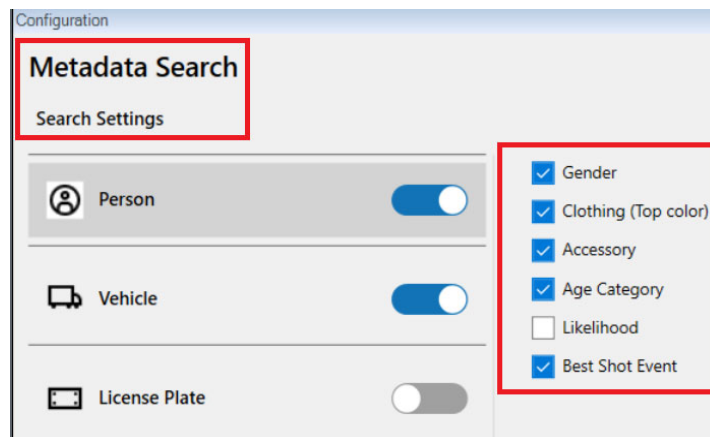 Configuration
Metadata Search
Search Settings
Person
Vehicle
License Plate
Gender
Clothing (Top color)
Accessory
Age Category
Likelihood
Best Shot Event